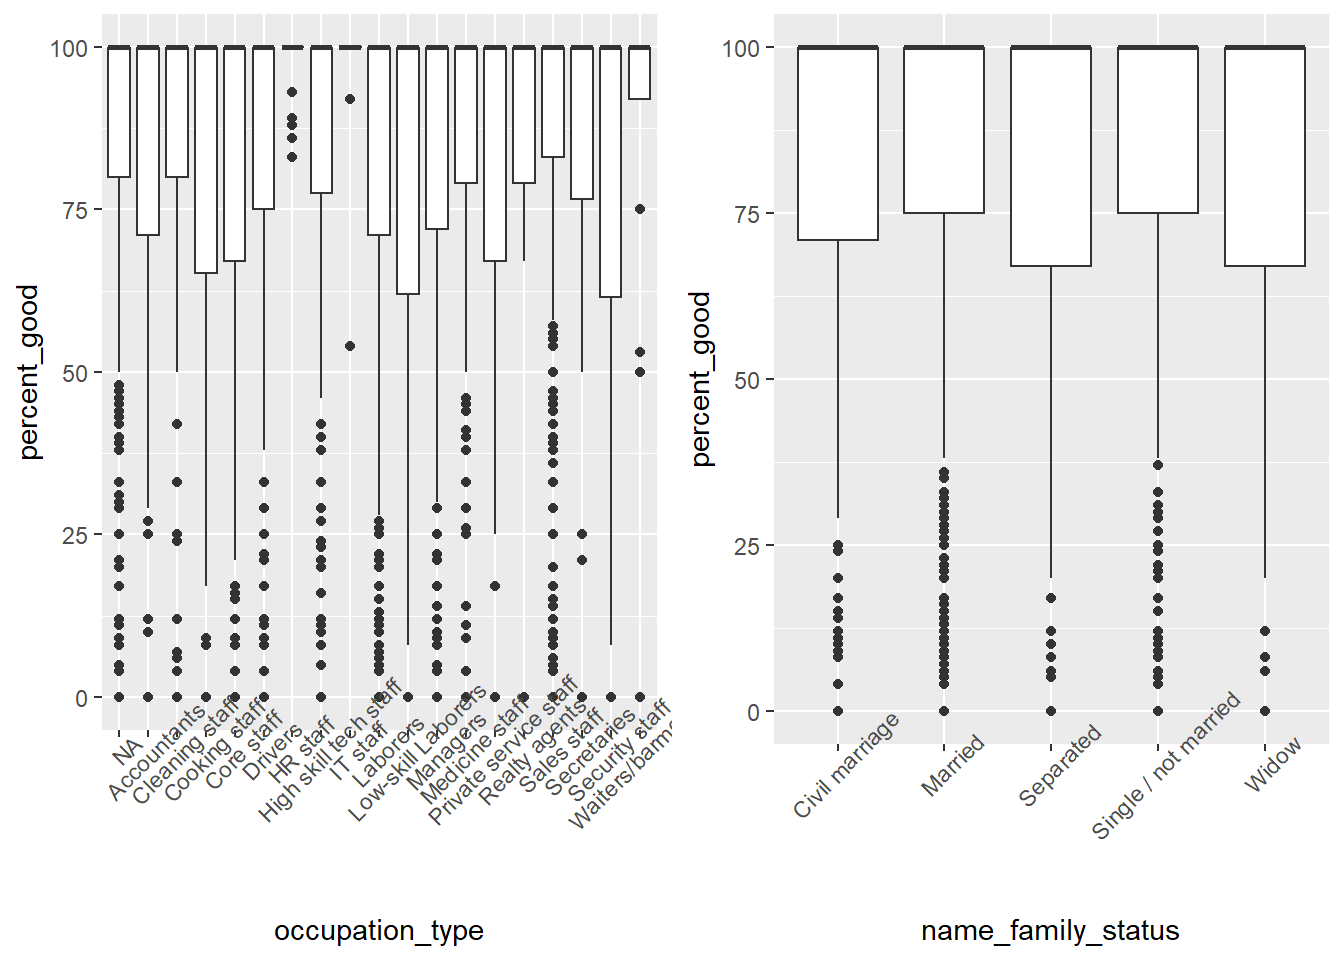 100
75
50
25
0
percent_good
NA
Accountants
Cleaning staff
Cooking staff
Core staff
Drivers
HR staff
High skill tech staff
IT staff
Laborers
Low-skill Laborers
Managers
Medicine staff
Private service staff
Realty agents
Sales staff
Secretaries
Security staff
occupation_type
100
75
50
25
0
percent_good
Civil marriage
Married
Separated
Single / not married
Widow
name_family_status